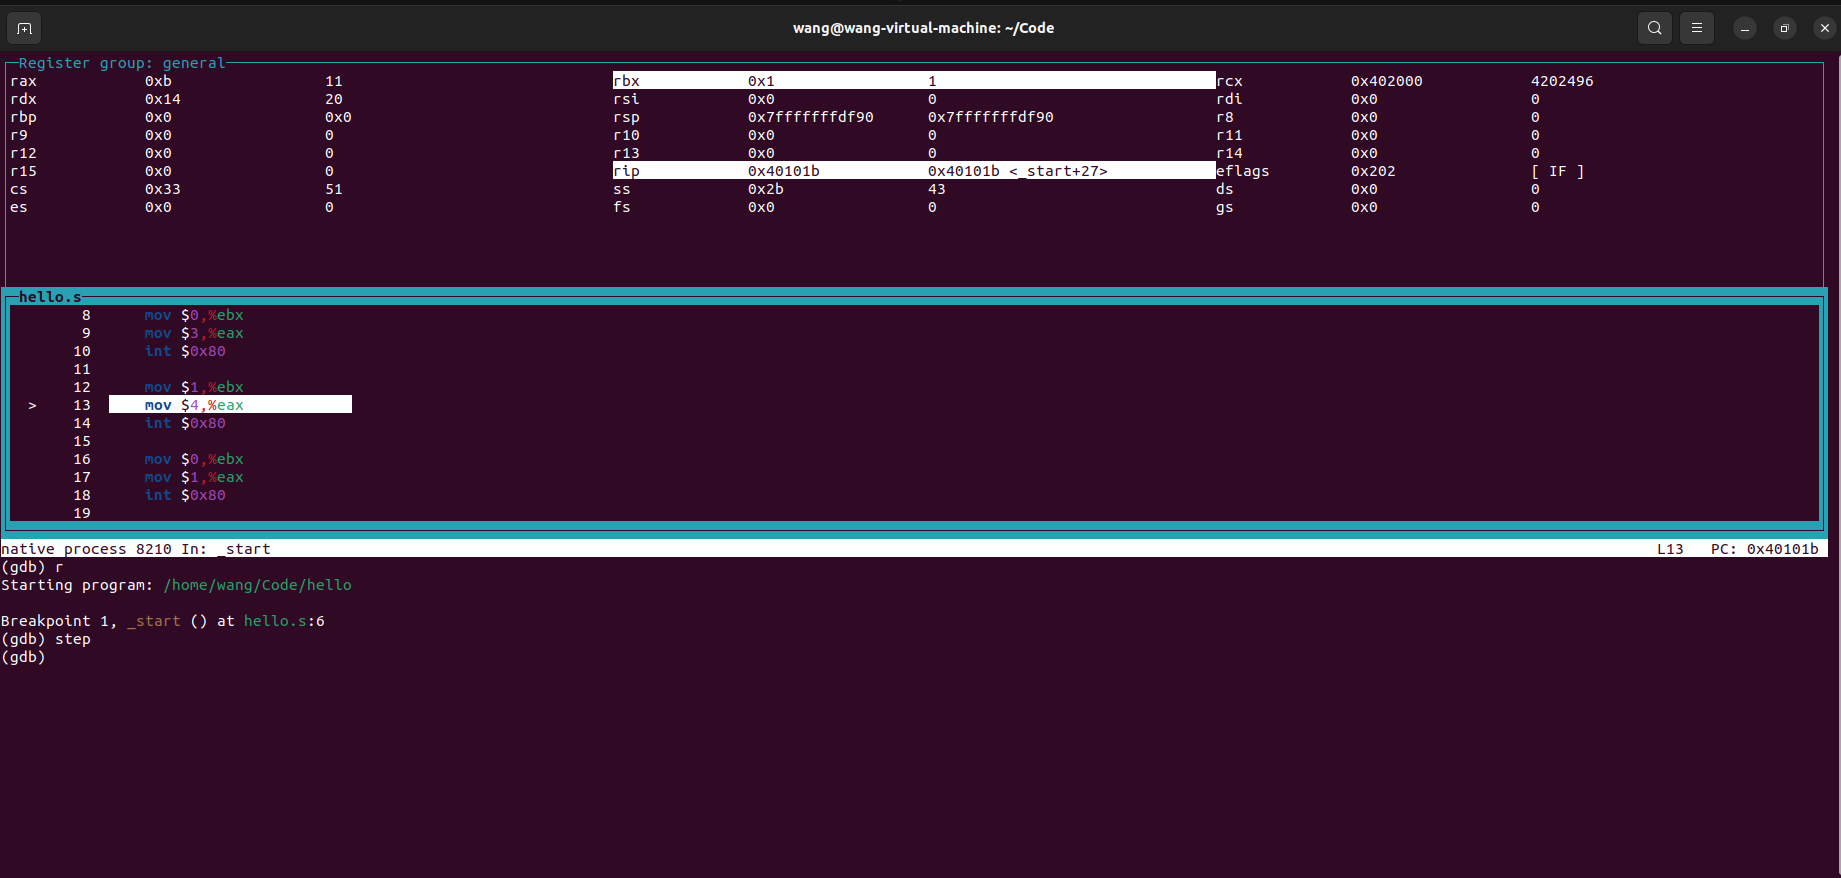 wang@wang-virtual-machine: ~/Code
Register group: general
rax 0xb 11 rbx 0x1 1 rcx 0x402000 4202496
rdx 0x14 20 rsi 0x0 0 rdi 0x0 0
rbp 0x0 0x0 rsp 0x7fffffffdf90 0x7fffffffdf90 r8 0x0 0
r9 0x0 0 r10 0x0 0 r11 0x0 0
r12 0x0 0 r13 0x0 0 r14 0x0 0
r15 0x0 0 rip 0x40101b 0x40101b <_start+27> eflags 0x202 [ IF ]
cs 0x33 51 ss 0x2b 43 ds 0x0 0
es 0x0 0 fs 0x0 0 gs 0x0 0
hello.s
8 mov $0,%ebx
9 mov $3,%eax
10 int $0x80
11
12 mov $1,%ebx
> 13 mov $4,%eax
14 int $0x80
15
16 mov $0,%ebx
17 mov $1,%eax
18 int $0x80
19
native process 8210 In: _start L13 PC: 0x40101b
(gdb) r
Starting program: /home/wang/Code/hello
Breakpoint 1, _start () at hello.s:6
(gdb) step
(gdb)